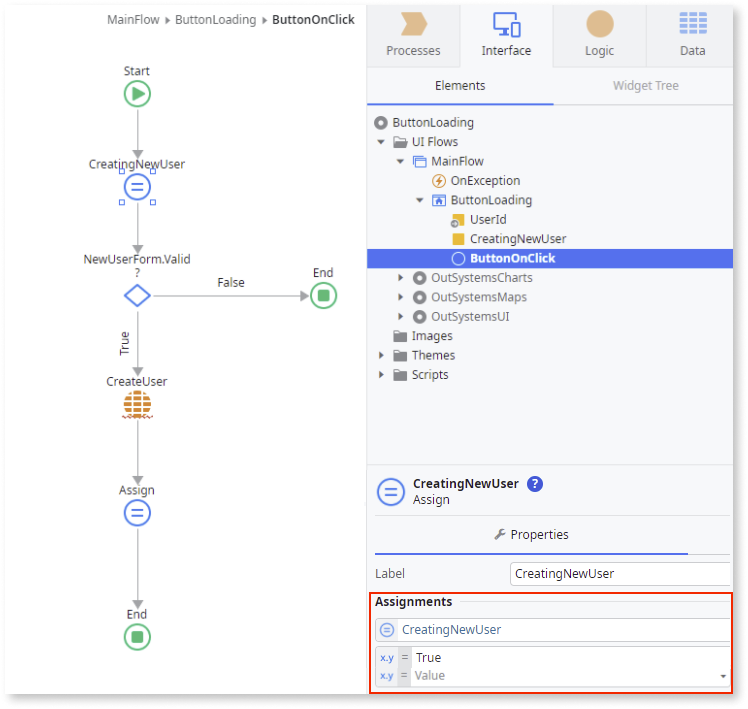 MainFlow ▸ ButtonLoading ▸ ButtonOnClick
Start
CreatingNewUser
NewUserForm.Valid
?
False
End
True
CreateUser
Assign
End
Processes
Interface
Logic
Data
Elements
Widget Tree
ButtonLoading
UI Flows
MainFlow
OnException
ButtonLoading
UserId
CreatingNewUser
ButtonOnClick
OutSystemsCharts
OutSystemsMaps
OutSystemsUI
Images
Themes
Scripts
CreatingNewUser ?
Assign
Properties
Label CreatingNewUser
Assignments
CreatingNewUser
x.y = True
x.y = Value